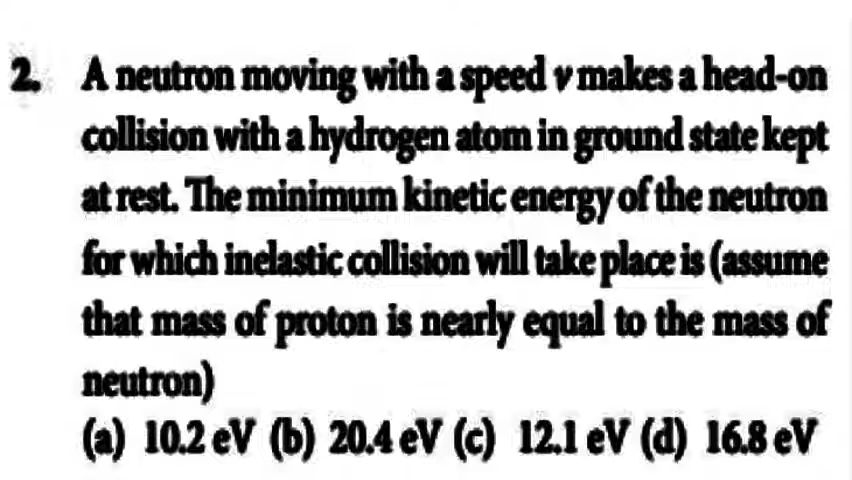 2. A neutron moving with a speed v makes a head-on
collision with a hydrogen atom in ground state kept
at rest. The minimum kinetic energy of the neutron
for which inelastic collision will take place is (assume
that mass of proton is nearly equal to the mass of
neutron)
(a) 10.2 eV (b) 20.4 eV (c) 12.1 eV (d) 16.8 eV